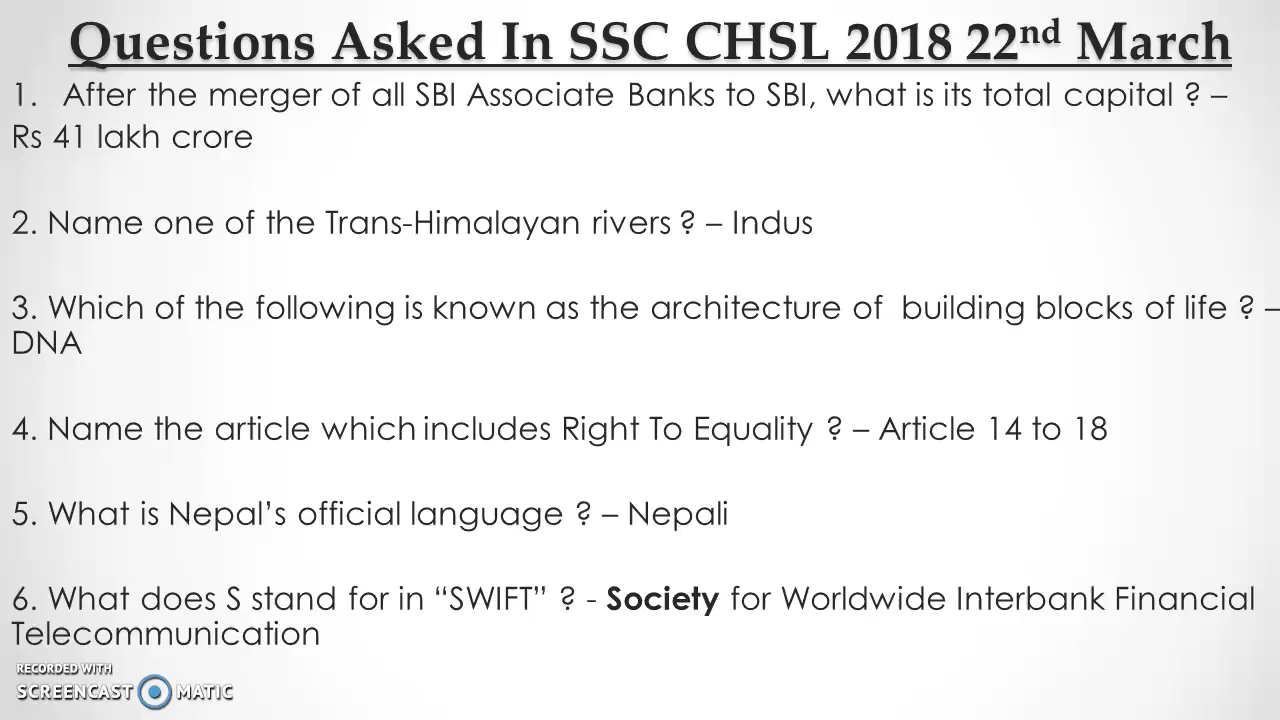 Questions Asked In SSC CHSL 2018 22nd March
1. After the merger of all SBI Associate Banks to SBI, what is its total capital ? –
Rs 41 lakh crore
2. Name one of the Trans-Himalayan rivers ? – Indus
3. Which of the following is known as the architecture of building blocks of life ? –
DNA
4. Name the article which includes Right To Equality ? – Article 14 to 18
5. What is Nepal’s official language ? – Nepali
6. What does S stand for in “SWIFT” ? - Society for Worldwide Interbank Financial
Telecommunication
RECORDED WITH
SCREENCAST MATIC